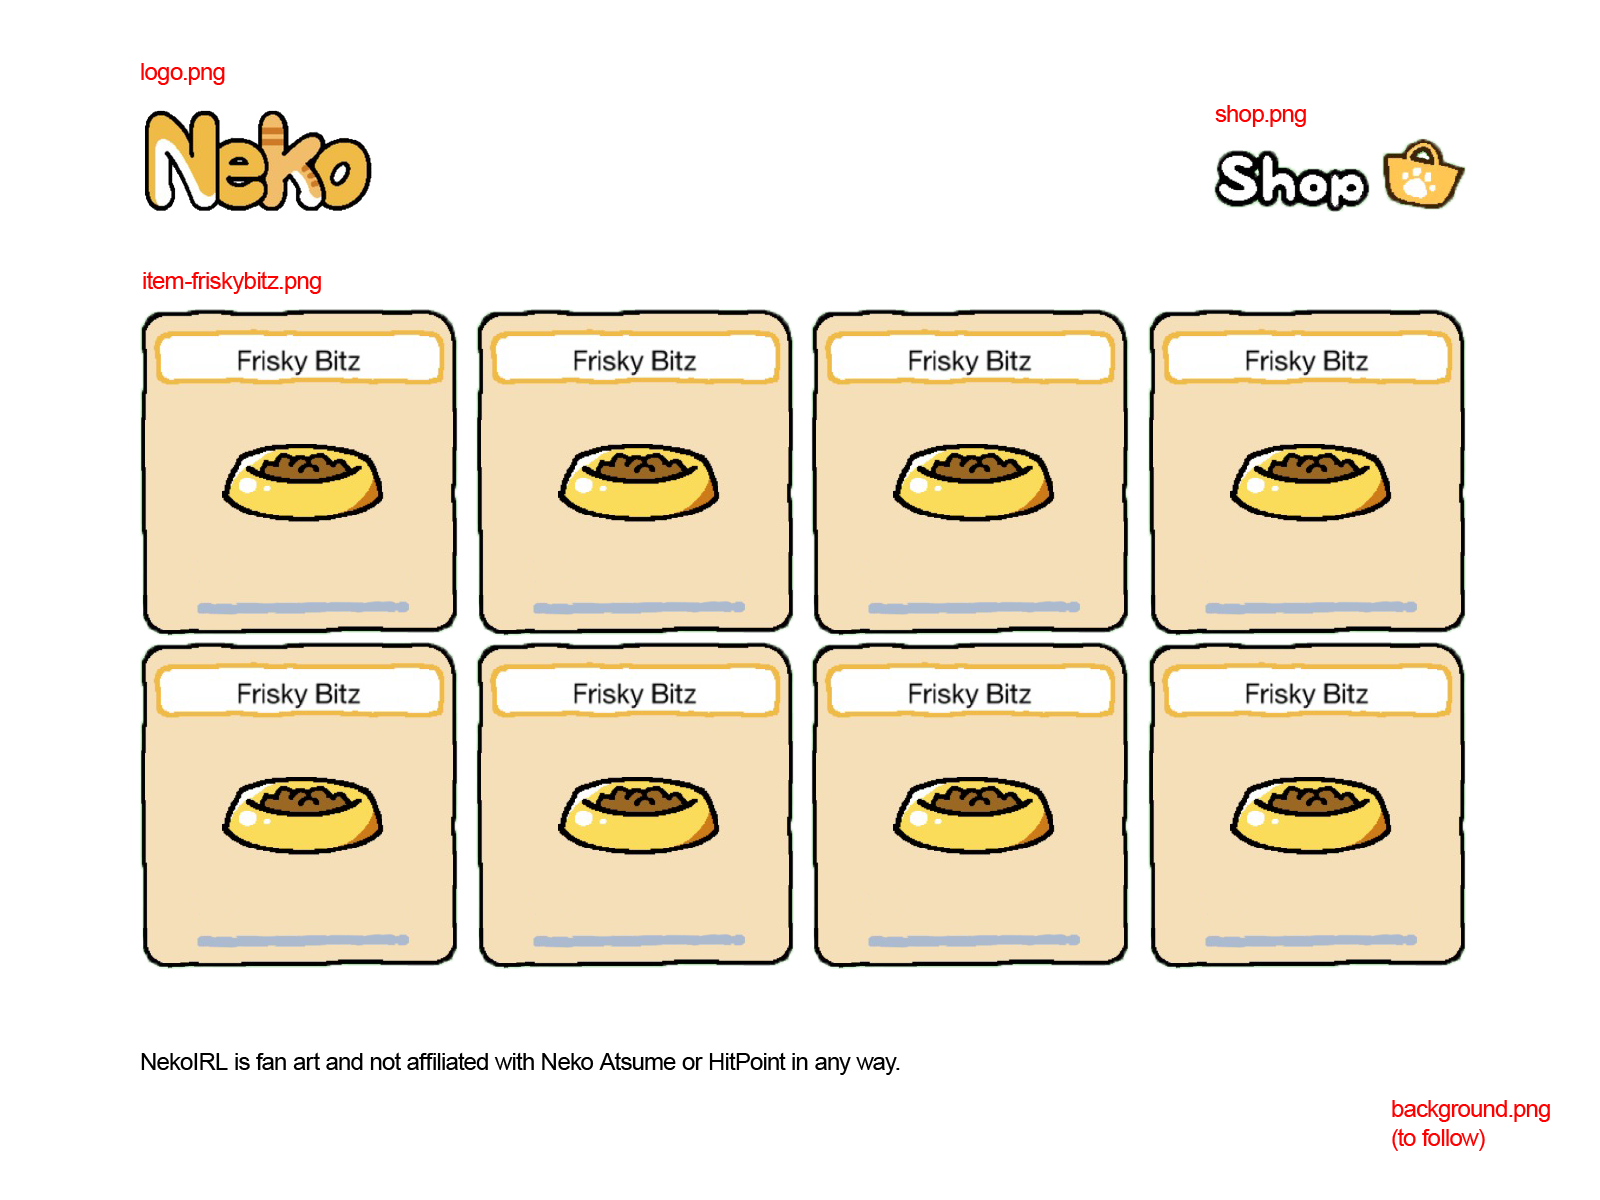 logo.png
Neko
shop.png
Shop
item-friskybitz.png
Frisky Bitz
Frisky Bitz
Frisky Bitz
Frisky Bitz
Frisky Bitz
Frisky Bitz
Frisky Bitz
Frisky Bitz
NekoIRL is fan art and not affiliated with Neko Atsume or HitPoint in any way.
background.png
(to follow)